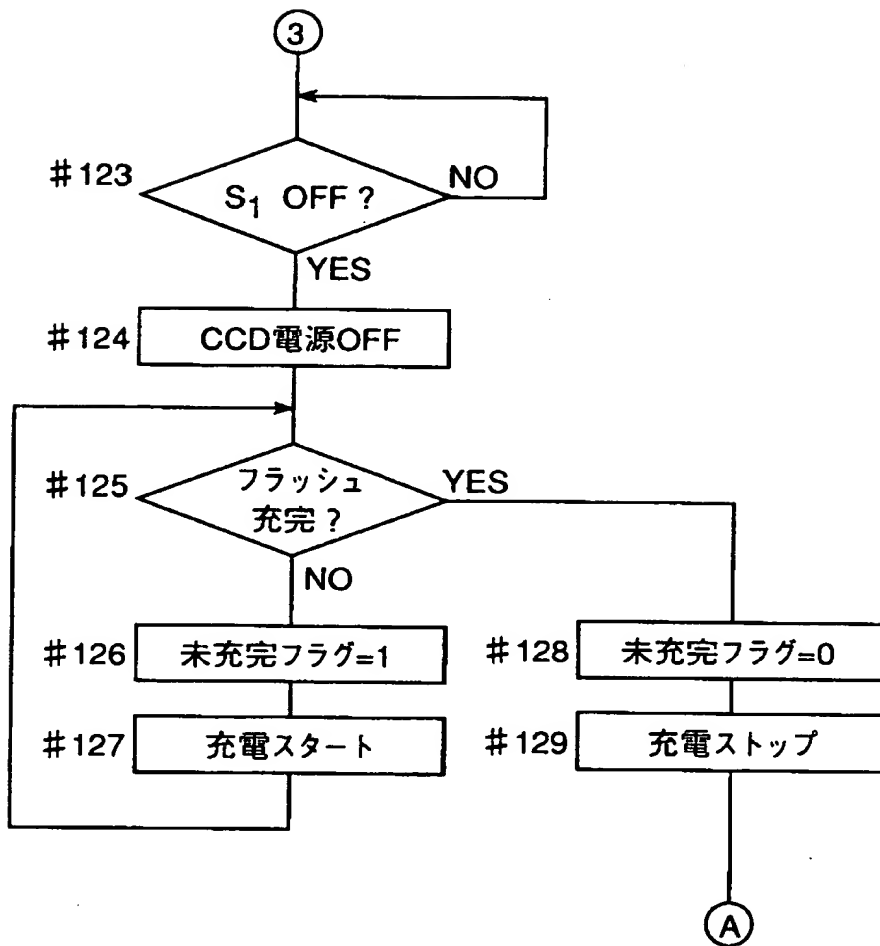 3
#123
S1 OFF ?
NO
YES
#124
CCD電源OFF
#125
フラッシュ
充完 ?
YES
NO
#126
未充完フラグ=1
#128
未充完フラグ=0
#127
充電スタート
#129
充電ストップ
A